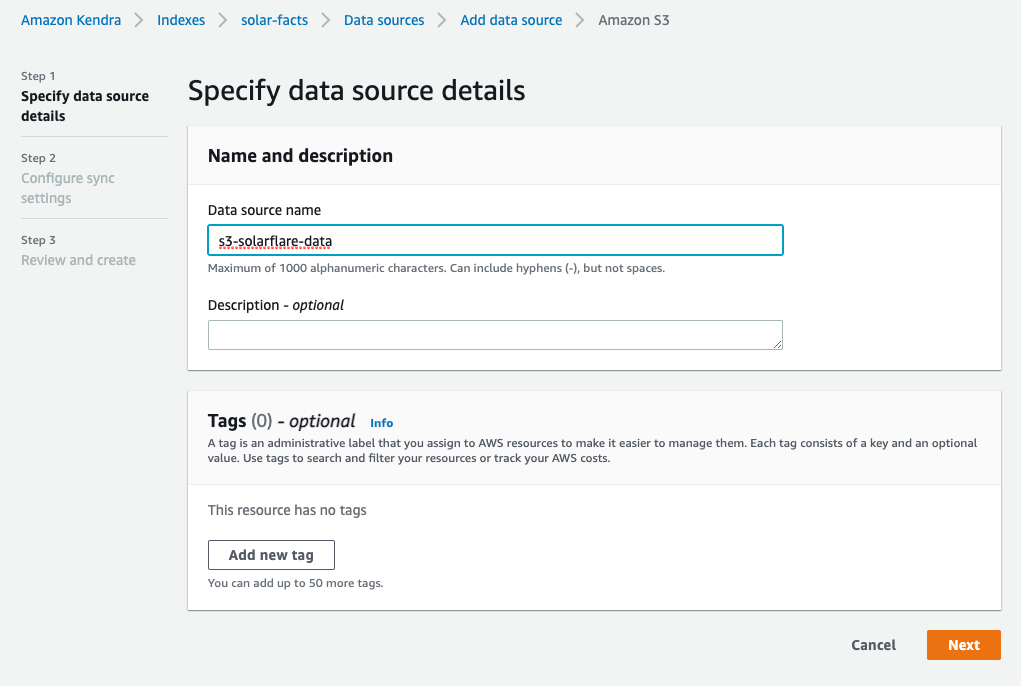 Amazon Kendra > Indexes > solar-facts > Data sources > Add data source > Amazon S3
Step 1
Specify data source
details
Step 2
Configure sync
settings
Step 3
Review and create
Specify data source details
Name and description
Data source name
s3-solarflare-data
Maximum of 1000 alphanumeric characters. Can include hyphens (-), but not spaces.
Description - optional
Tags (0) - optional Info
A tag is an administrative label that you assign to AWS resources to make it easier to manage them. Each tag consists of a key and an optional
value. Use tags to search and filter your resources or track your AWS costs.
This resource has no tags
Add new tag
You can add up to 50 more tags.
Cancel Next